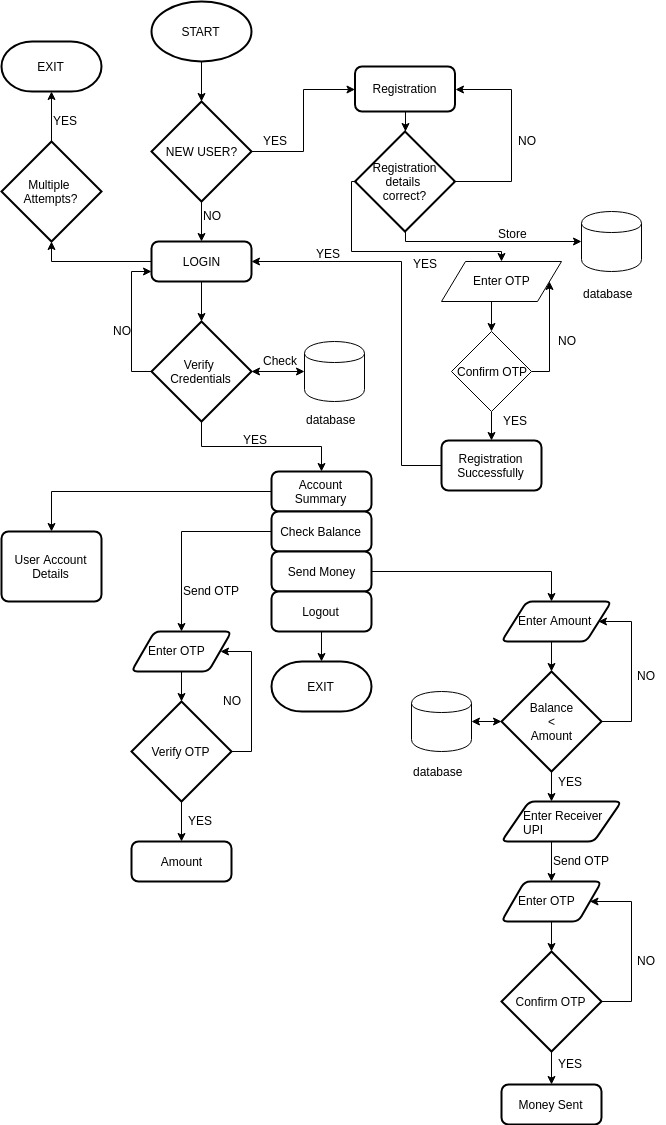 START
EXIT
Registration
YES
NEW USER?
YES
NO
Multiple
Attempts?
Registration
details
correct?
NO
Store
LOGIN
YES
YES
Enter OTP
database
NO
Verify
Credentials
Check
database
Confirm OTP
NO
YES
YES
Registration
Successfully
Account
Summary
Check Balance
Send Money
Logout
User Account
Details
Send OTP
Enter OTP
NO
EXIT
Verify OTP
YES
Amount
Enter Amount
NO
Balance
<
Amount
database
YES
Enter Receiver
UPI
Send OTP
Enter OTP
NO
Confirm OTP
YES
Money Sent